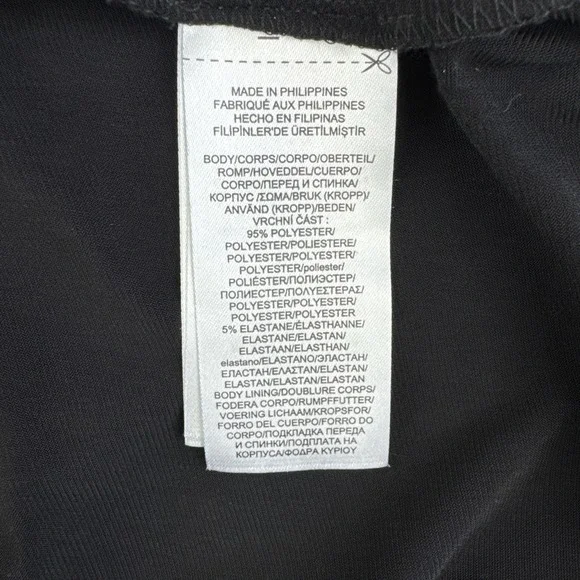 MADE IN PHILIPPINES
FABRIQUÉ AUX PHILIPPINES
HECHO EN FILIPINAS
FİLİPİNLER'DE ÜRETİLMİŞTİR
BODY/CORPS/CORPO/OBERTEIL/
ROMP/HOVEDDEL/CUERPO/
CORPO/ПЕРЕД И СПИНКА/
КОРПУС /ΣΩΜΑ/BRUK (KROPP)/
ANVÄND (KROPP)/BEDEN/
VRCHNÍ ČÁST :
95% POLYESTER/
POLYESTER/POLIESTERE/
POLYESTER/POLYESTER/
POLYESTER/poliester/
POLIÉSTER/ПОЛИЭСТЕР/
ПОЛИЕСТЕР/ΠΟΛΥΕΣΤΕΡΑΣ/
POLYESTER/POLYESTER/
POLYESTER/POLYESTER
5% ELASTANE/ÉLASTHANNE/
ELASTANE/ELASTAN/
ELASTAAN/ELASTHAN/
elastano/ELASTANO/ЭЛАСТАН/
ЕЛАСТАН/ΕΛΑΣΤΑΝ/ELASTAN/
ELASTAN/ELASTAN/ELASTAN
BODY LINING/DOUBLURE CORPS/
FODERA CORPO/RUMPFFUTTER/
VOERING LICHAAM/KROPSFOR/
FORRO DEL CUERPO/FORRO DO
CORPO/ПОДКЛАДКА ПЕРЕДА
И СПИНКИ/ПОДПЛАТА НА
КОРПУСА/ΦΟΔΡΑ ΚΥΡΙΟΥ